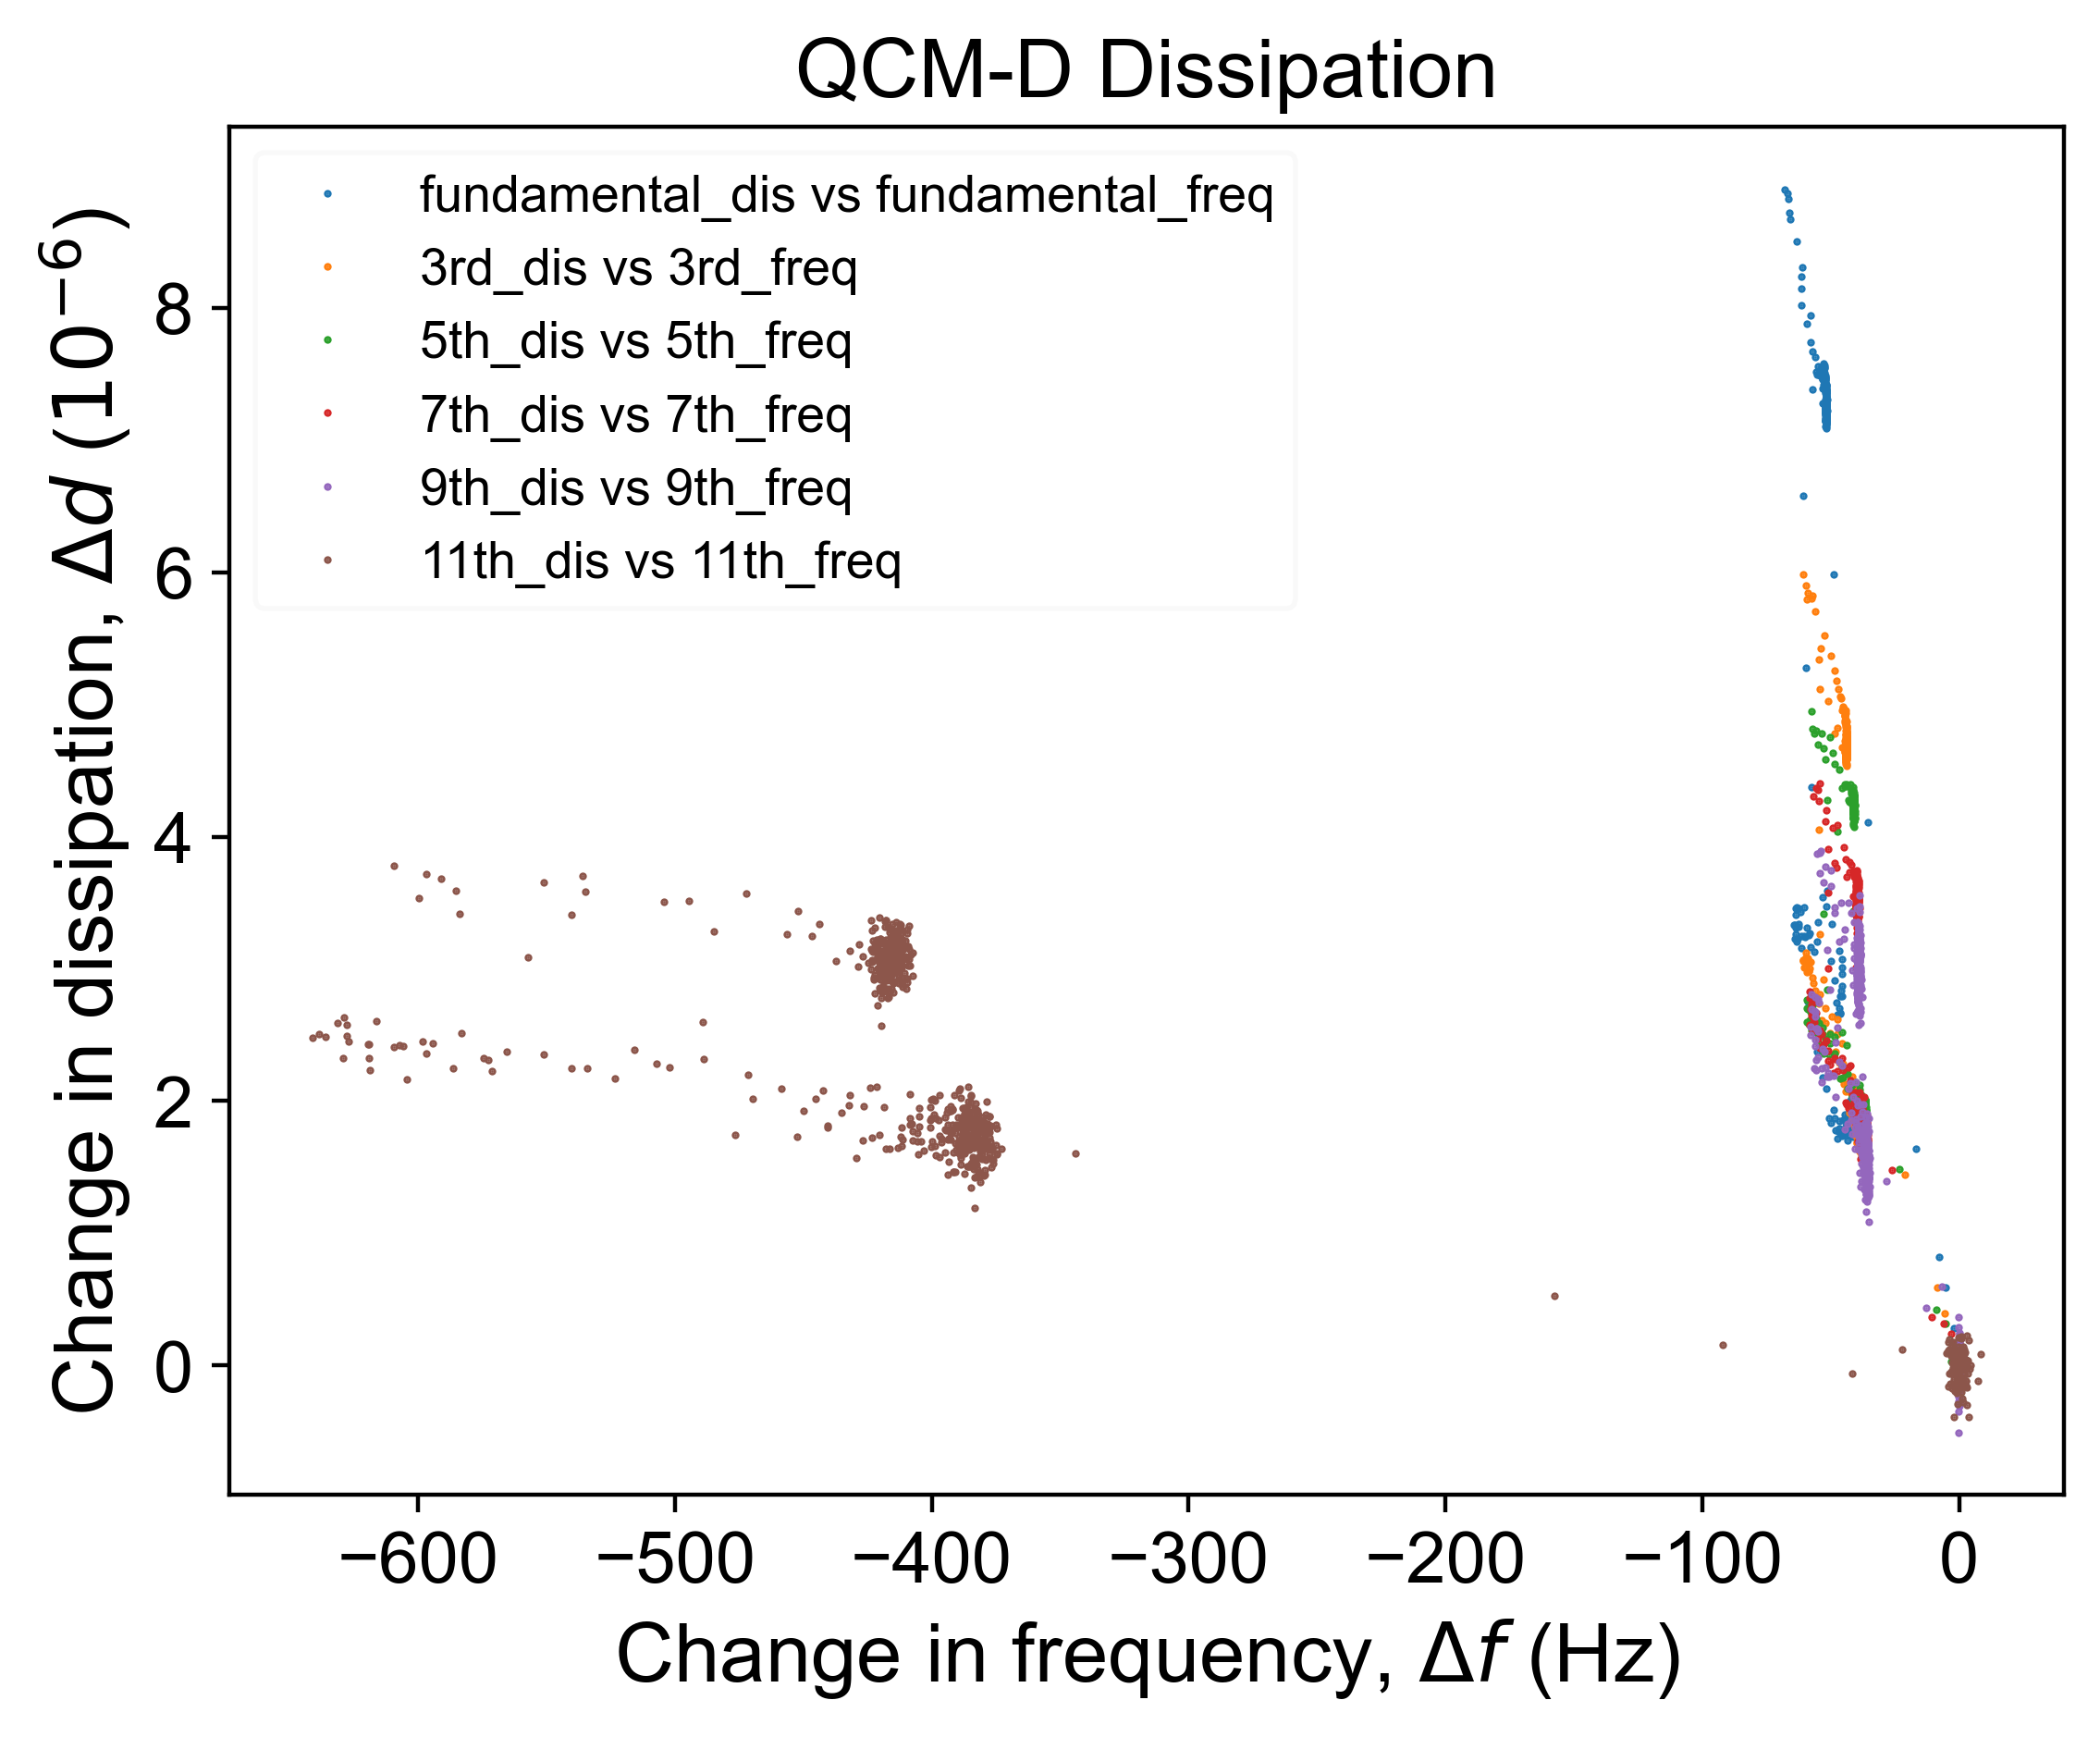 QCM-D Dissipation
fundamental_dis vs fundamental_freq
3rd_dis vs 3rd_freq
5th_dis vs 5th_freq
7th_dis vs 7th_freq
9th_dis vs 9th_freq
11th_dis vs 11th_freq
Change in dissipation, Δd (10⁻⁶)
8
6
4
2
0
−600 −500 −400 −300 −200 −100 0
Change in frequency, Δf (Hz)